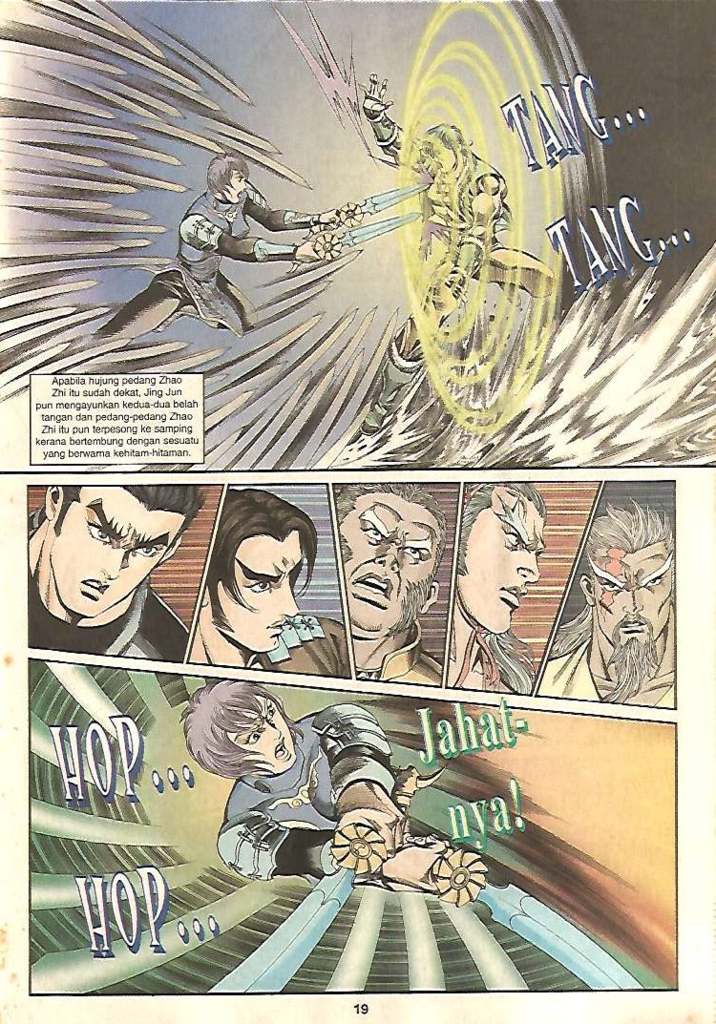 TANG...
TANG...
Apabila hujung pedang Zhao
Zhi itu sudah dekat, Jing Jun
pun mengayunkan kedua-dua belah
tangan dan pedang-pedang Zhao
Zhi itu pun terpesong ke samping
kerana bertembung dengan sesuatu
yang berwarna kehitam-hitaman.
HOP...
Jahat-
nya!
HOP...
19